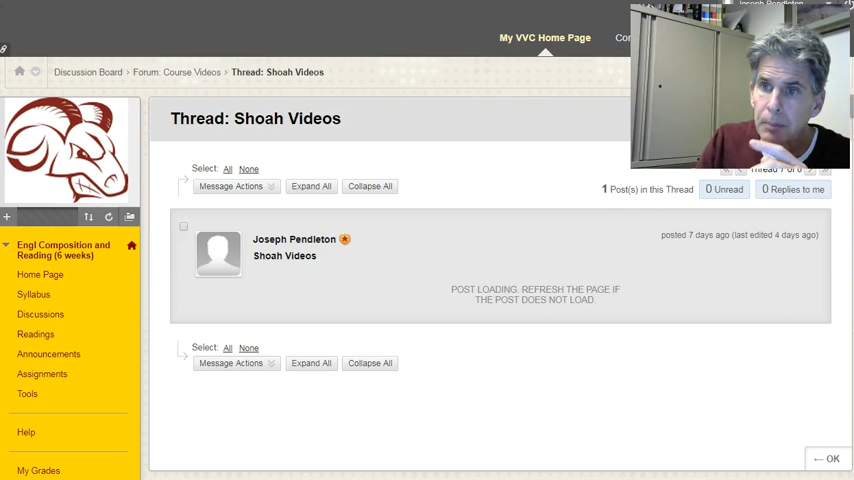 Joseph Pendleton
My VVC Home Page
Discussion Board › Forum: Course Videos › Thread: Shoah Videos
Thread: Shoah Videos
Select: All None
Message Actions
Expand All
Collapse All
1 Post(s) in this Thread
0 Unread
0 Replies to me
Joseph Pendleton
Shoah Videos
posted 7 days ago (last edited 4 days ago)
POST LOADING. REFRESH THE PAGE IF
THE POST DOES NOT LOAD.
Select: All None
Message Actions
Expand All
Collapse All
← OK
Engl Composition and
Reading (6 weeks)
Home Page
Syllabus
Discussions
Readings
Announcements
Assignments
Tools
Help
My Grades